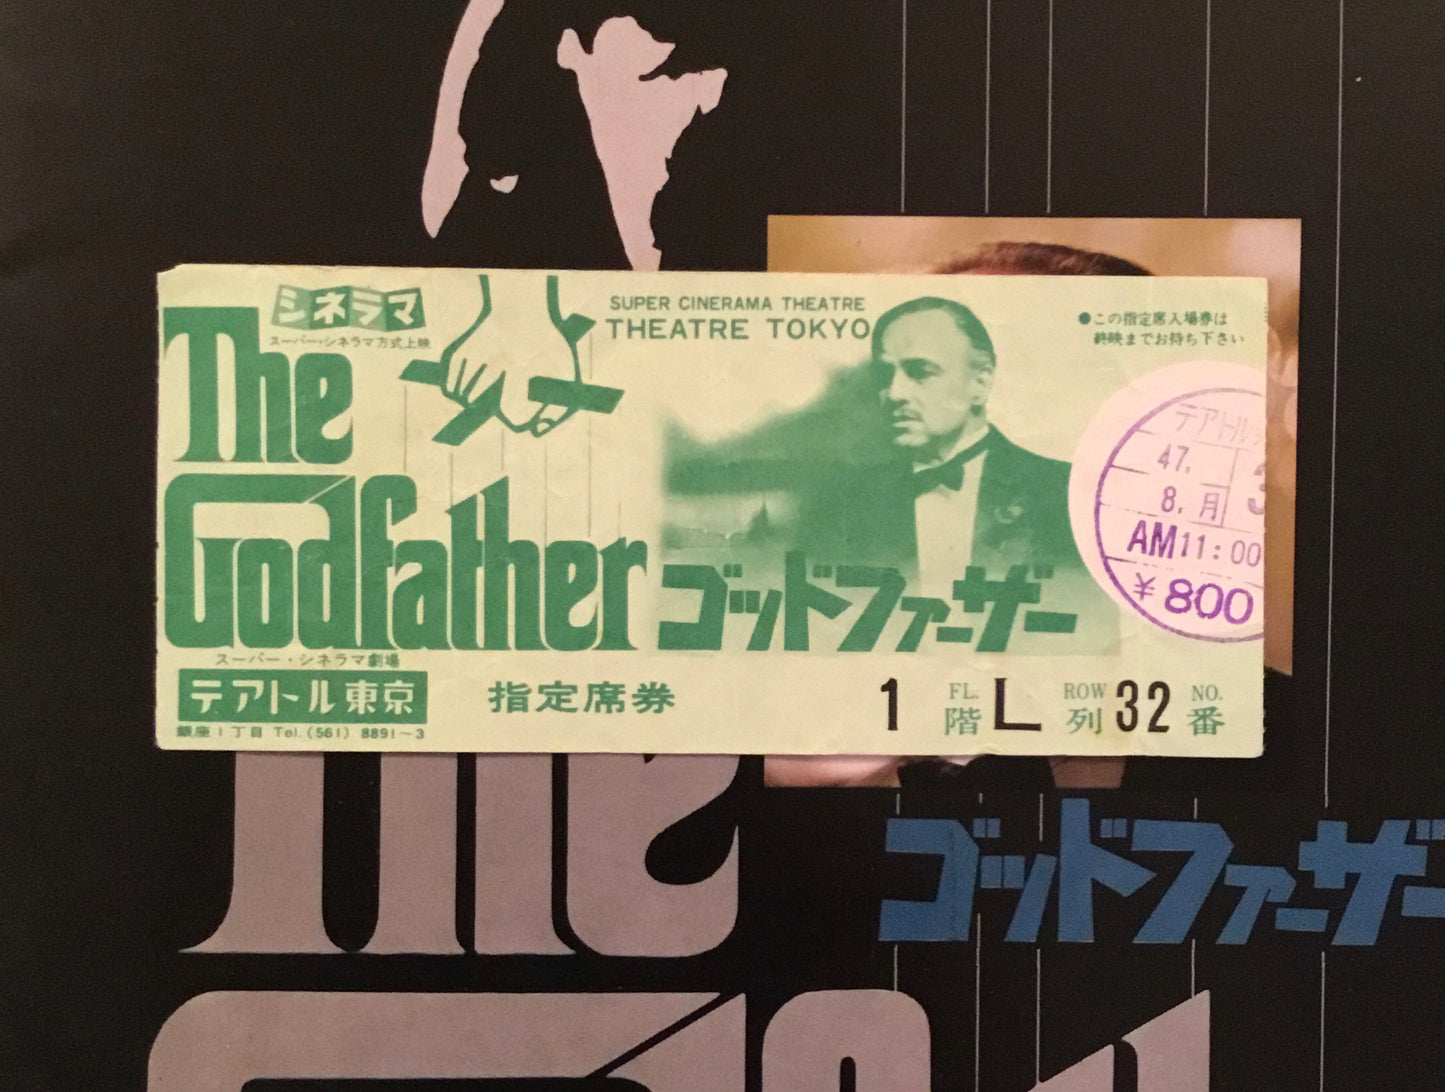 シネラマ
スーパー・シネラマ方式上映
The
Godfather
SUPER CINERAMA THEATRE
THEATRE TOKYO
●この指定席入場券は
終映までお持ち下さい
テアトル
47.
8.月
AM11:00
¥800
ゴッドファーザー
スーパー・シネラマ劇場
テアトル東京
銀座1丁目 Tel.(561) 8891〜3
指定席券
1 FL.階 L ROW列 32 NO.番
The
ゴッドファーザー